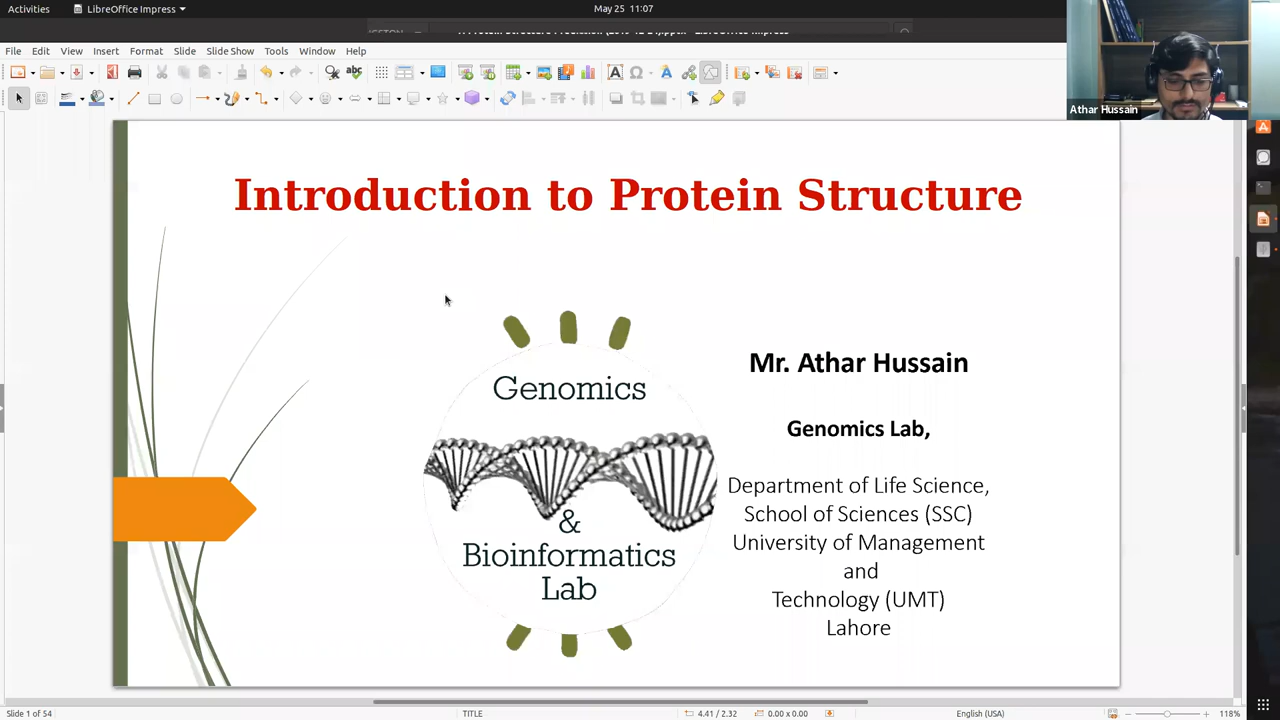 Activities
LibreOffice Impress
May 25 11:07
File Edit View Insert Format Slide Slide Show Tools Window Help
Athar Hussain
Introduction to Protein Structure
Genomics
&
Bioinformatics
Lab
Mr. Athar Hussain
Genomics Lab,
Department of Life Science,
School of Sciences (SSC)
University of Management
and
Technology (UMT)
Lahore
Slide 1 of 54
TITLE
4.41 / 2.32
0.00 x 0.00
English (USA)
118%